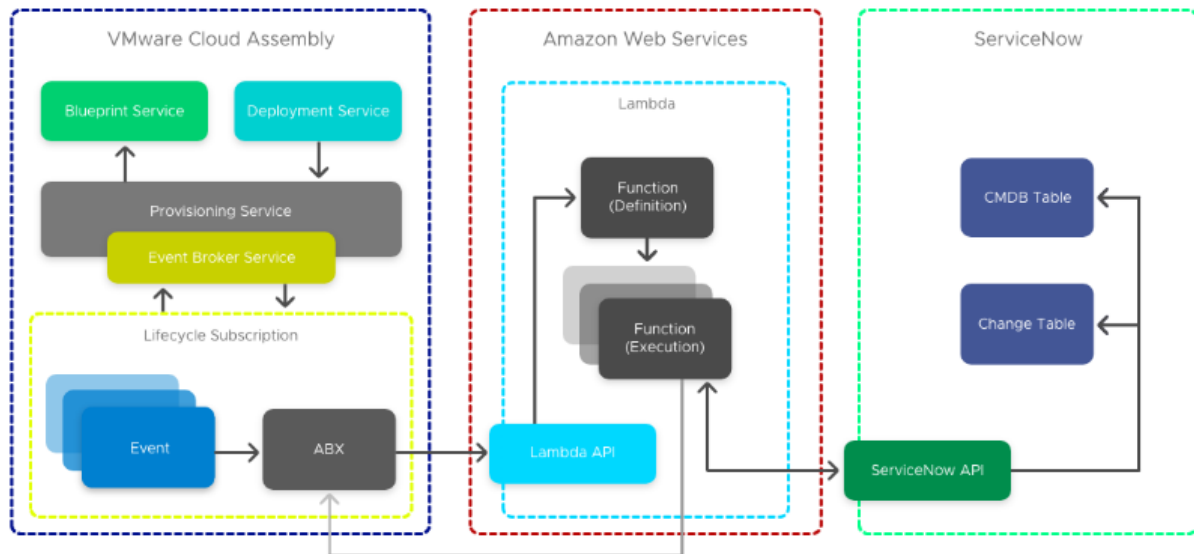 VMware Cloud Assembly
Blueprint Service
Deployment Service
Provisioning Service
Event Broker Service
Lifecycle Subscription
Event
ABX
Amazon Web Services
Lambda
Function
(Definition)
Function
(Execution)
Lambda API
ServiceNow
CMDB Table
Change Table
ServiceNow API